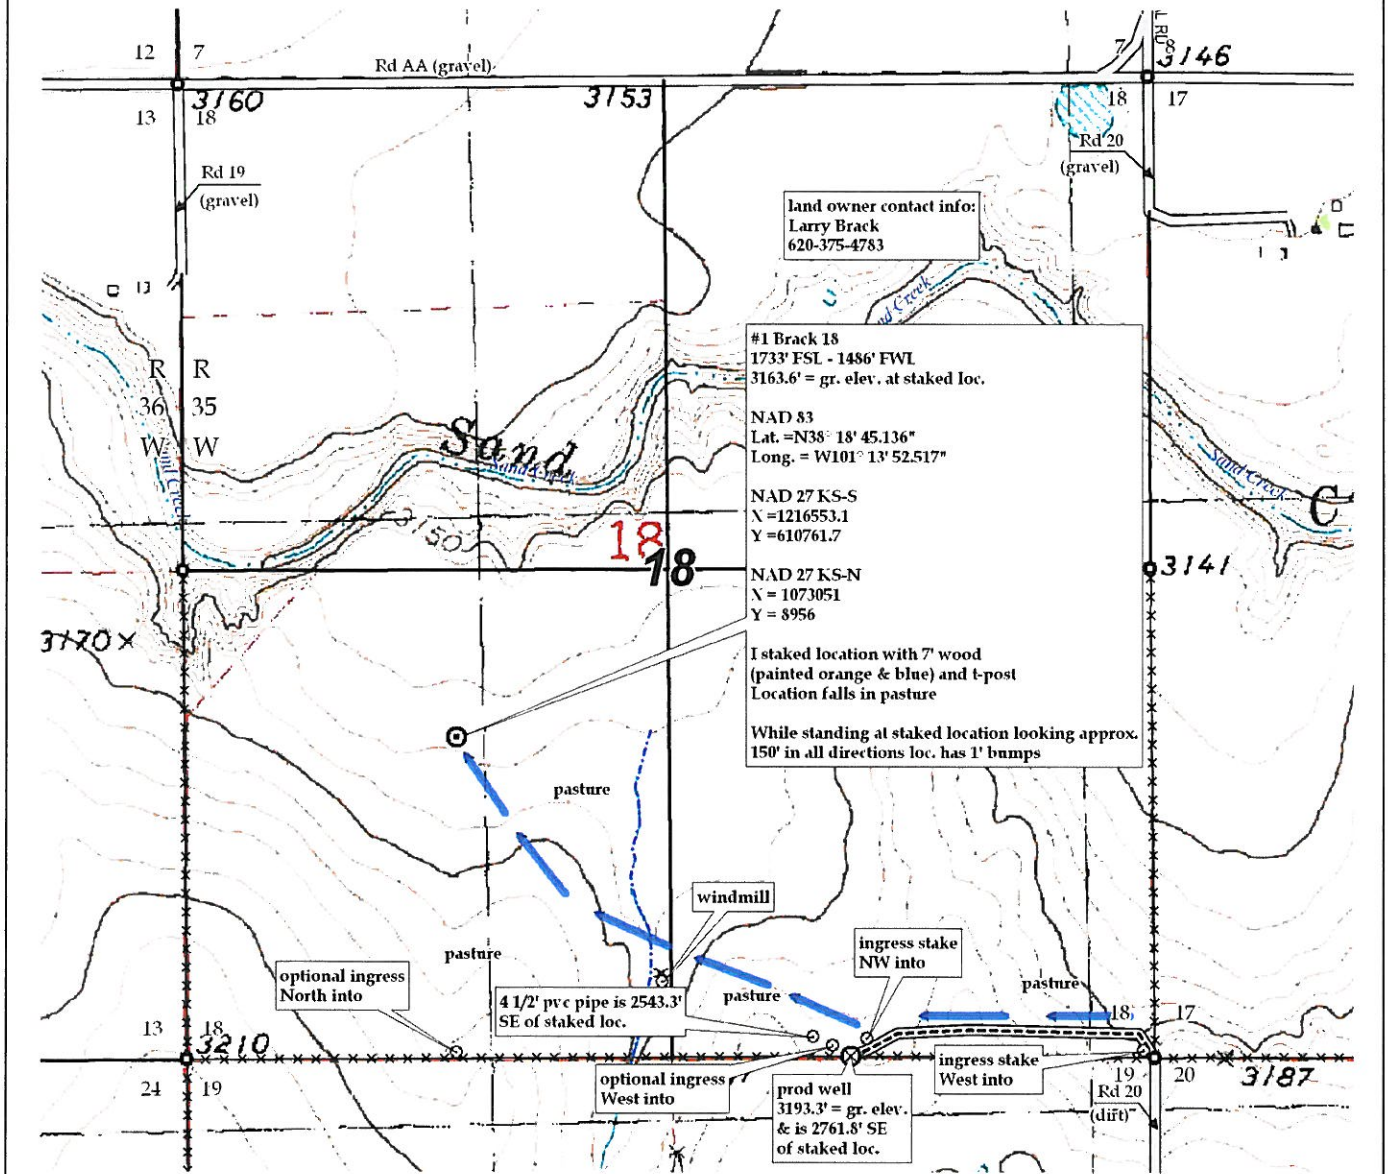 12 7
Rd AA (gravel)
7 8
3146
3160
3153
18 17
13 18
Rd 20
(gravel)
Rd 19
(gravel)
land owner contact info:
Larry Brack
620-375-4783
13
R R
36 35
W W
Sand
Sand Creek
Sand Creek
C
3150
18
18
3141
3170
#1 Brack 18
1733' FSL - 1486' FWL
3163.6' = gr. elev. at staked loc.
NAD 83
Lat. =N38° 18' 45.136"
Long. = W101° 13' 52.517"
NAD 27 KS-S
X =1216553.1
Y =610761.7
NAD 27 KS-N
X = 1073051
Y = 8956
I staked location with 7' wood
(painted orange & blue) and t-post
Location falls in pasture
While standing at staked location looking approx.
150' in all directions loc. has 1' bumps
pasture
windmill
pasture
ingress stake
NW into
optional ingress
North into
4 1/2' pvc pipe is 2543.3'
SE of staked loc.
pasture
pasture
13 18
18 17
3210
24 19
optional ingress
West into
prod well
3193.3' = gr. elev.
& is 2761.8' SE
of staked loc.
ingress stake
West into
19 20
3187
Rd 20
(dirt)